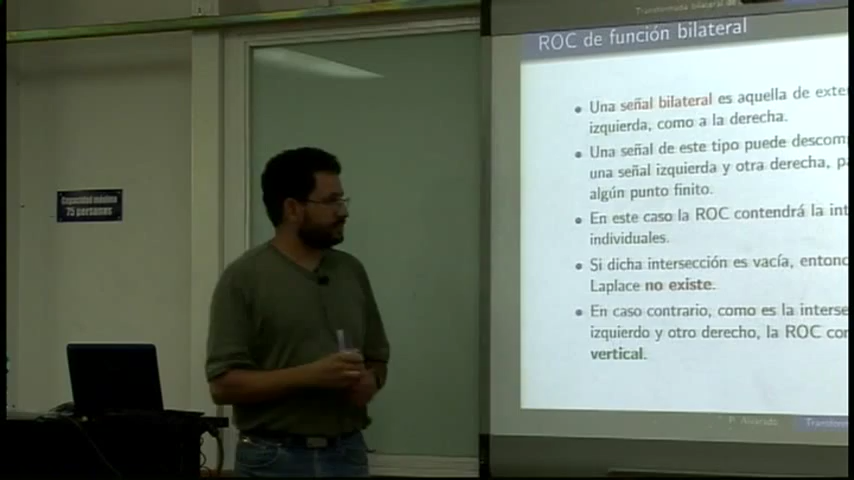 Transformada bilateral de
ROC de función bilateral
• Una señal bilateral es aquella de exte
izquierda, como a la derecha.
• Una señal de este tipo puede descom
una señal izquierda y otra derecha, pa
algún punto finito.
• En este caso la ROC contendrá la int
individuales.
• Si dicha intersección es vacía, entonc
Laplace no existe.
• En caso contrario, como es la interse
izquierdo y otro derecho, la ROC cor
vertical.
P. Alvarado
Transform
Capacidad máxima
75 personas